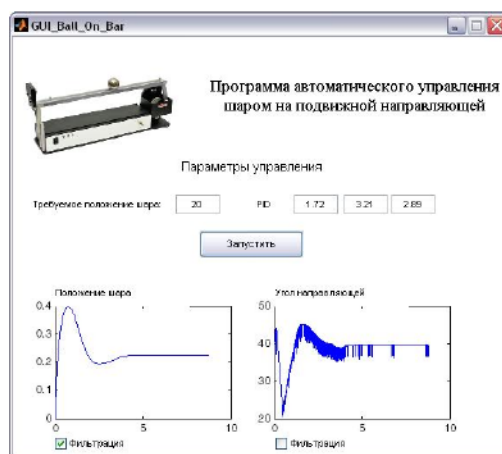 GUI_Ball_On_Bar
Программа автоматического управления
шаром на подвижной направляющей
Параметры управления
Требуемое положение шара: 20 PID 1.72 3.21 2.89
Запустить
Положение шара
0.4
0.3
0.2
0.1
0
0 5 10
Фильтрация
Угол направляющей
50
40
30
20
0 5 10
Фильтрация